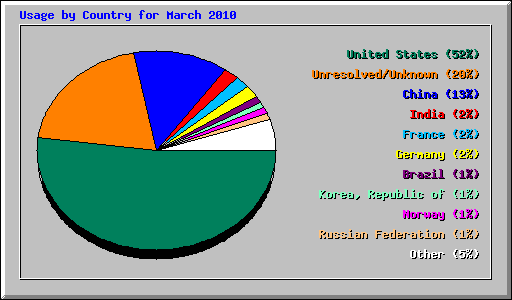 Usage by Country for March 2010
United States (52%)
Unresolved/Unknown (20%)
China (13%)
India (2%)
France (2%)
Germany (2%)
Brazil (1%)
Korea, Republic of (1%)
Norway (1%)
Russian Federation (1%)
Other (5%)